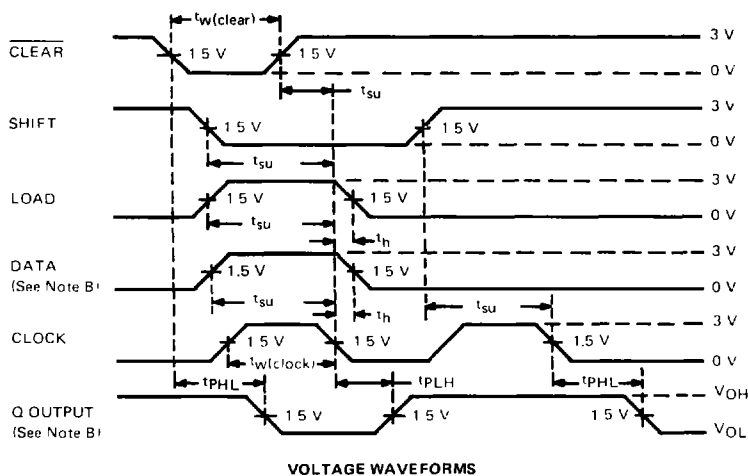 tw(clear)
CLEAR
1 5 V
1 5 V
3 V
0 V
tsu
SHIFT
1 5 V
1 5 V
3 V
0 V
tsu
LOAD
1 5 V
1 5 V
3 V
0 V
tsu
th
DATA
(See Note B)
1.5 V
1 5 V
3 V
0 V
tsu
th
tsu
CLOCK
1 5 V
1 5 V
1.5 V
3 V
0 V
tw(clock)
tPHL
tPLH
tPHL
Q OUTPUT
(See Note B)
1 5 V
1 5 V
1 5 V
VOH
VOL
VOLTAGE WAVEFORMS